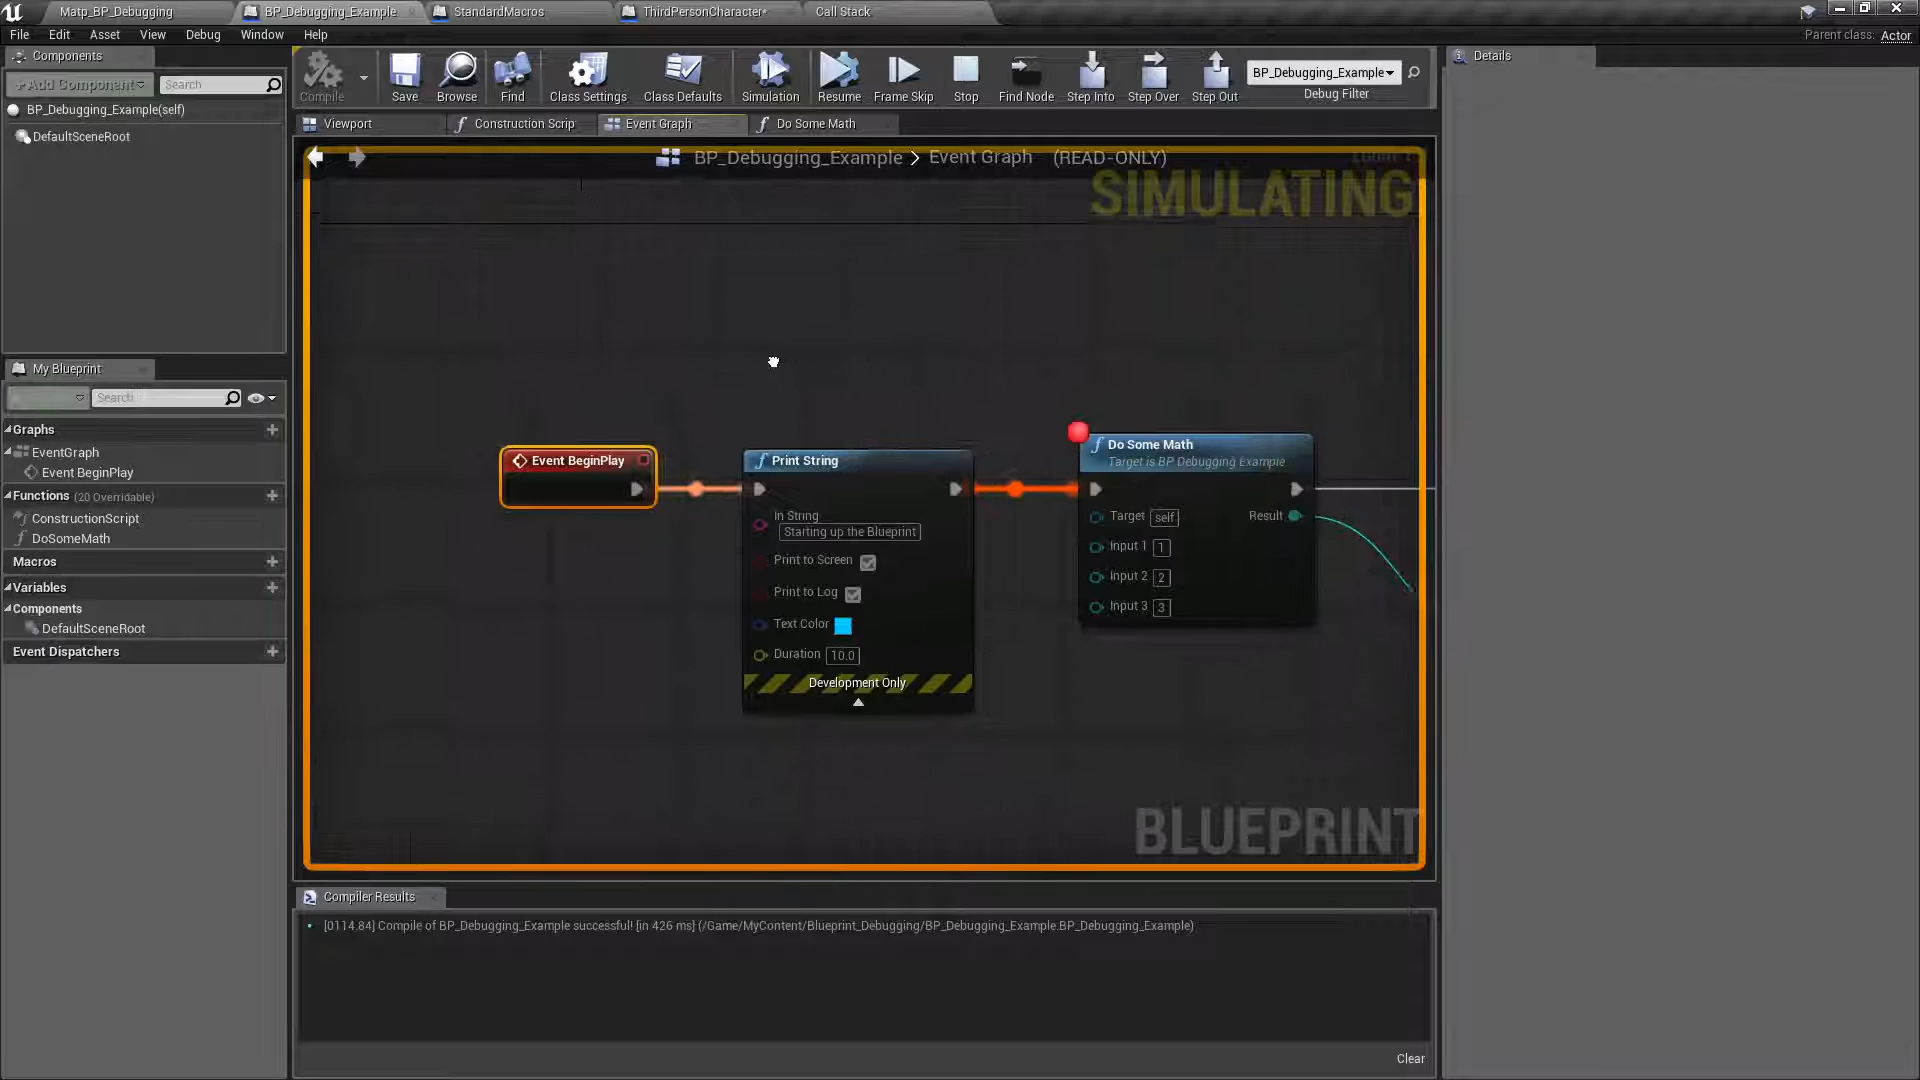 Matp_BP_Debugging
BP_Debugging_Example
StandardMacros
ThirdPersonCharacter*
Call Stack
File
Edit
Asset
View
Debug
Window
Help
Parent class: Actor
Components
+Add Component
Search
BP_Debugging_Example(self)
DefaultSceneRoot
Compile
Save
Browse
Find
Class Settings
Class Defaults
Simulation
Resume
Frame Skip
Stop
Find Node
Step Into
Step Over
Step Out
BP_Debugging_Example
Debug Filter
Details
Viewport
Construction Scrip
Event Graph
Do Some Math
BP_Debugging_Example > Event Graph (READ-ONLY)
SIMULATING
My Blueprint
Search
Graphs
EventGraph
Event BeginPlay
Functions (20 Overridable)
ConstructionScript
DoSomeMath
Macros
Variables
Components
DefaultSceneRoot
Event Dispatchers
Event BeginPlay
Print String
In String
Starting up the Blueprint
Print to Screen
Print to Log
Text Color
Duration 10.0
Development Only
Do Some Math
Target is BP Debugging Example
Target self
Result
Input 1 1
Input 2 2
Input 3 3
BLUEPRINT
Compiler Results
[0114.84] Compile of BP_Debugging_Example successful! [in 426 ms] (/Game/MyContent/Blueprint_Debugging/BP_Debugging_Example.BP_Debugging_Example)
Clear